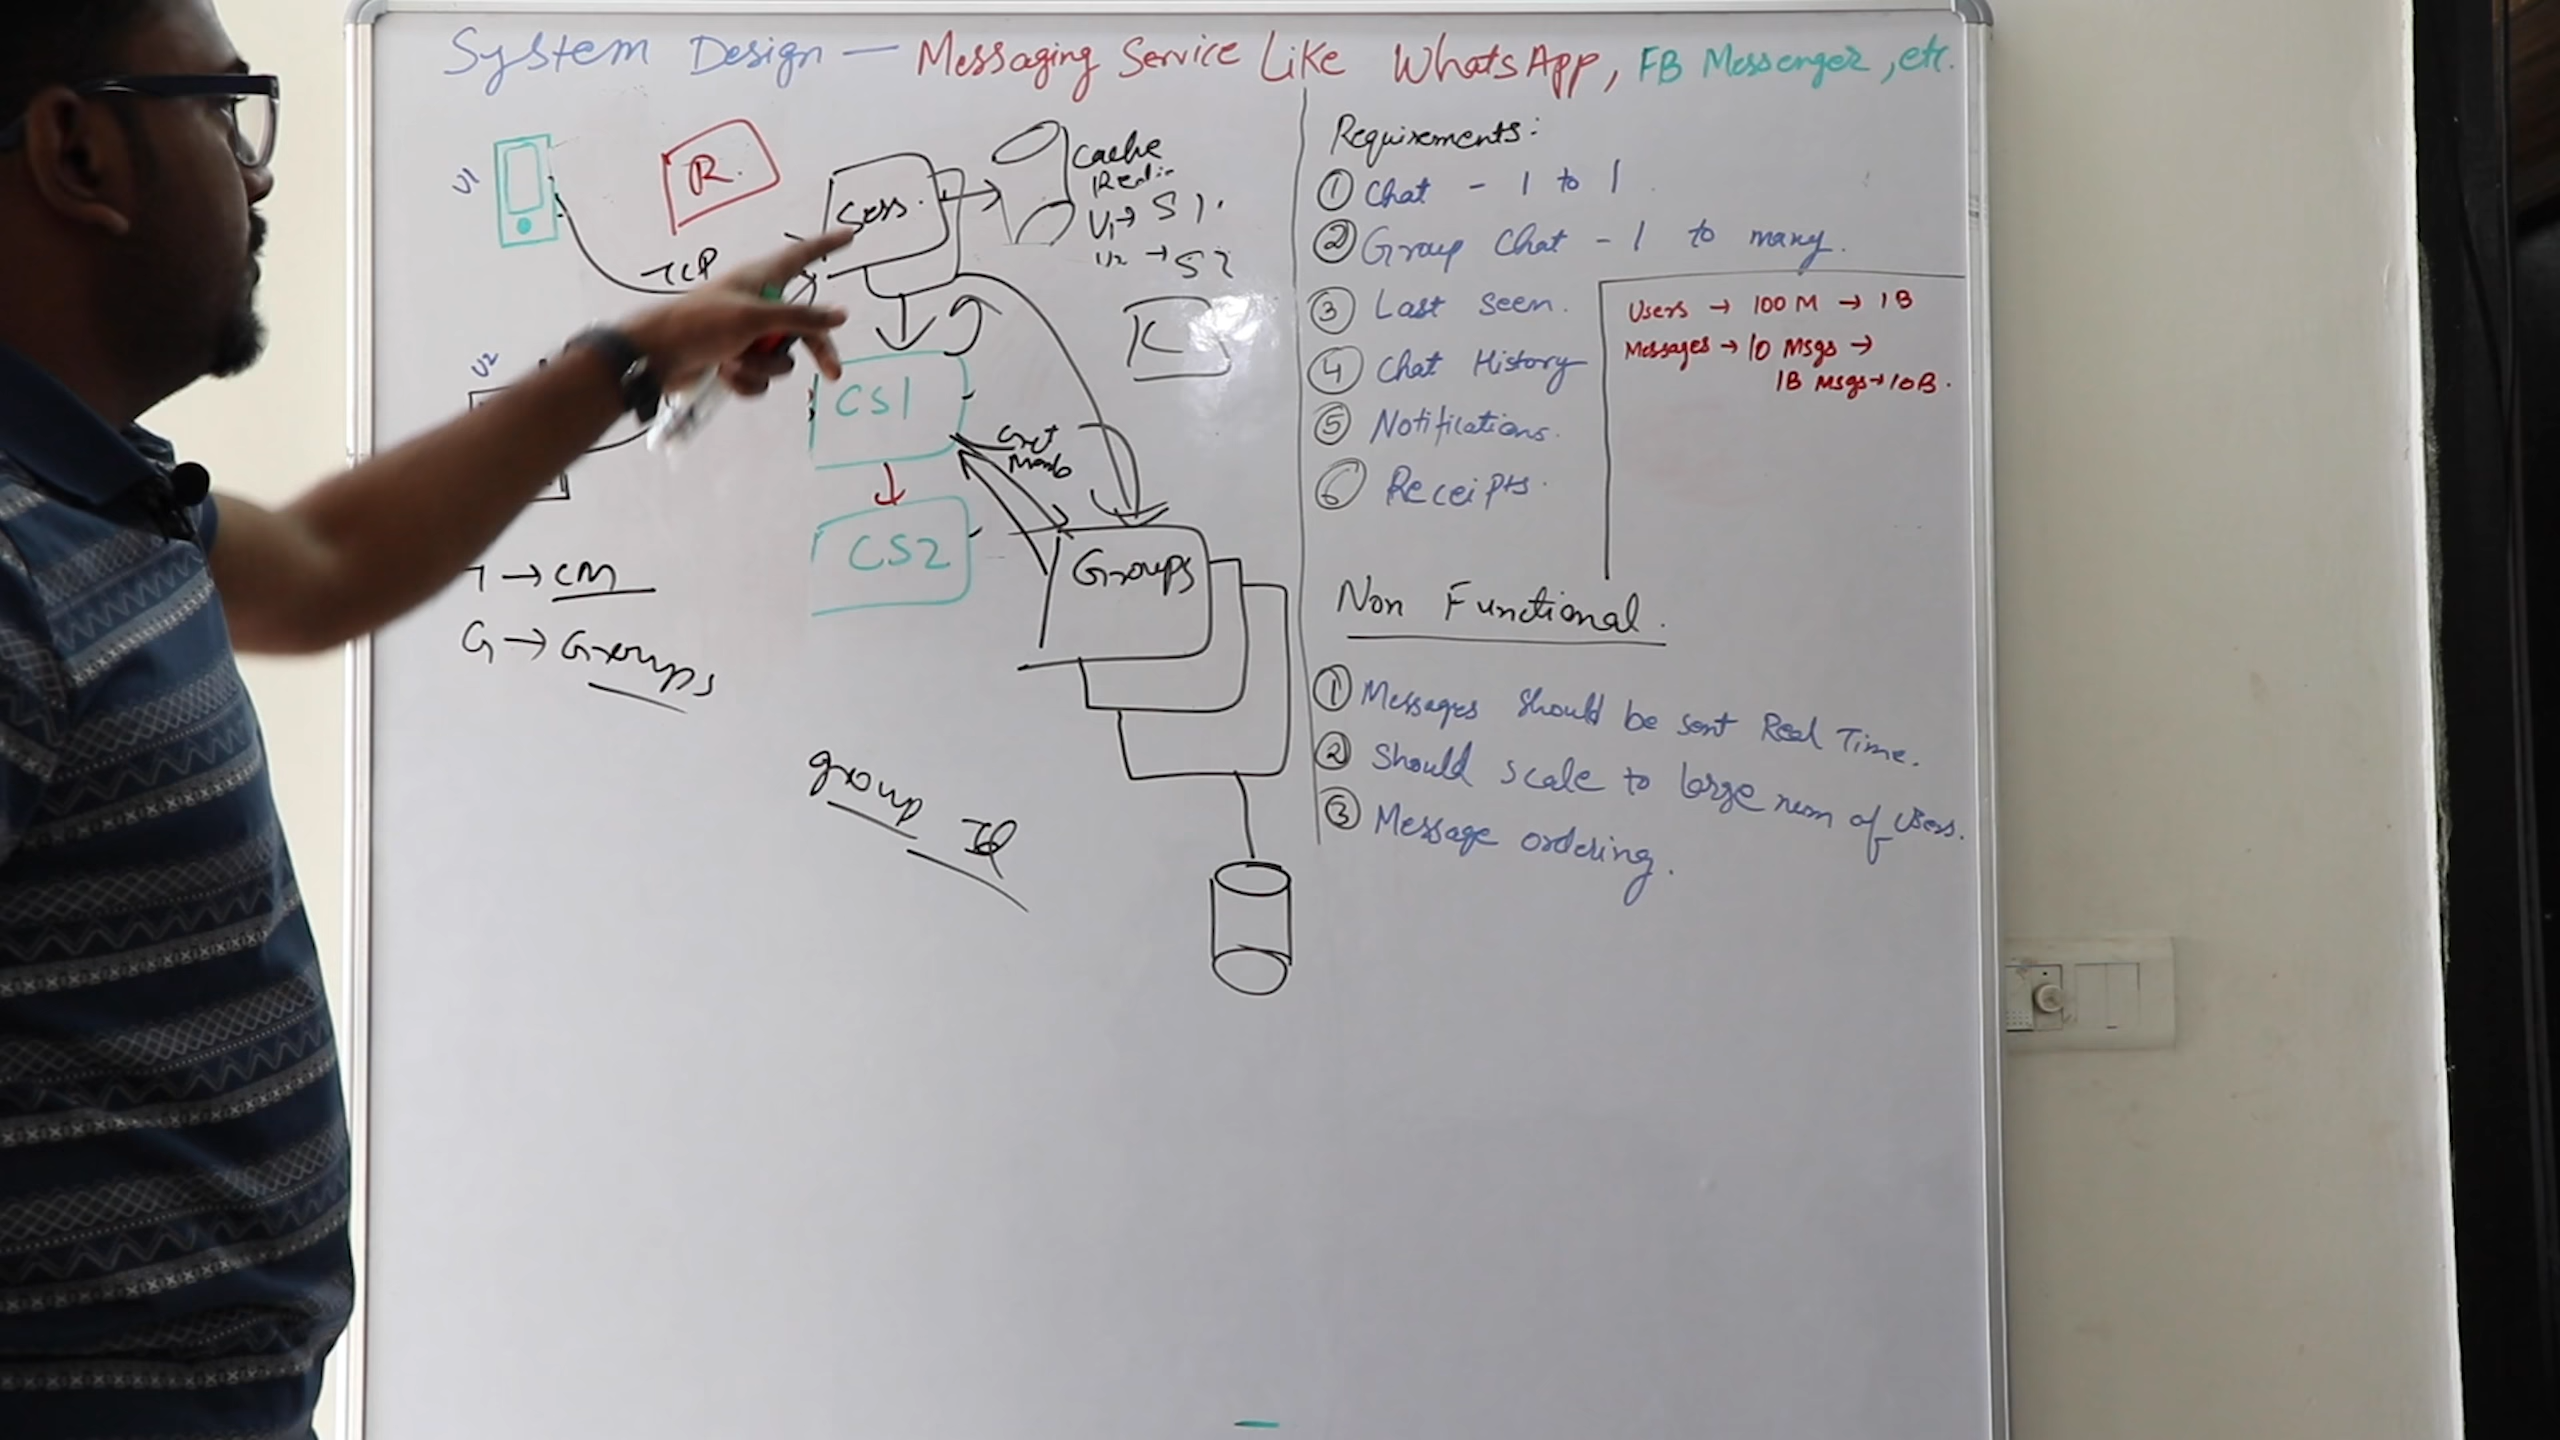 System Design — Messaging Service Like WhatsApp, FB Messenger, etc.
U1
R.
TCP
Sess.
Cache
U1→ S1.
U2 → S2
U2
CS1
Get
CS2
Groups
→ CM
G → Groups
group Id
Requirements:
① Chat - 1 to 1
② Group Chat - 1 to many.
③ Last seen.
④ Chat History
⑤ Notifications.
⑥ Receipts.
Users → 100 M → 1B
Messages → 10 Msgs →
1B Msgs→10B.
Non Functional.
① Messages should be sent Real Time.
② Should scale to large num of users.
③ Message ordering.